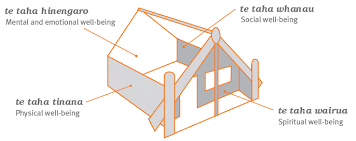 te taha hinengaro
Mental and emotional well-being
te taha whanau
Social well-being
te taha tinana
Physical well-being
te taha wairua
Spiritual well-being